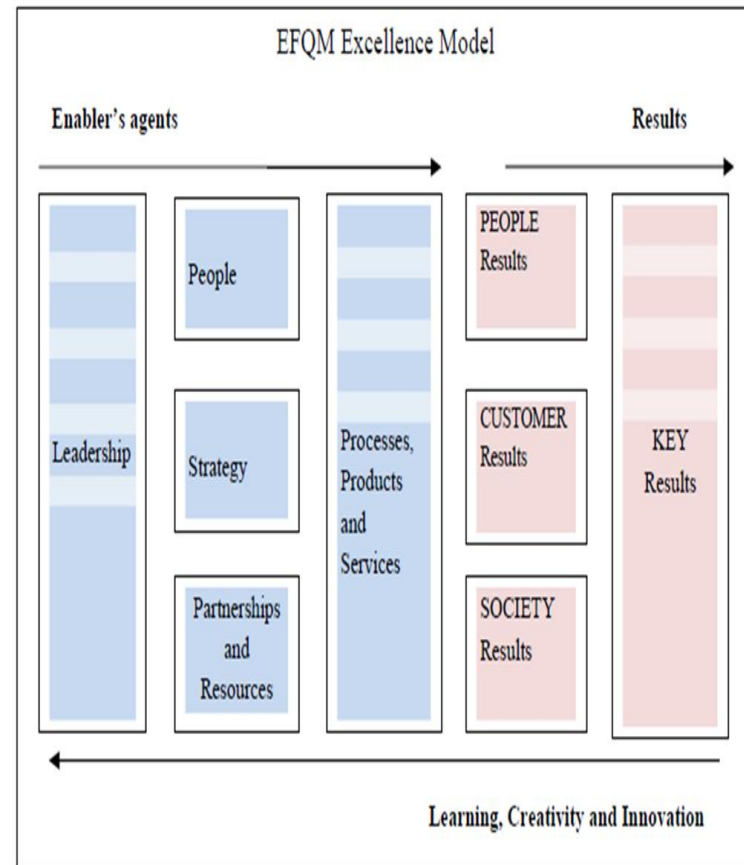 EFQM Excellence Model
Enabler's agents
Results
Leadership
People
Strategy
Partnerships
and
Resources
Processes,
Products
and
Services
PEOPLE
Results
CUSTOMER
Results
SOCIETY
Results
KEY
Results
Learning, Creativity and Innovation